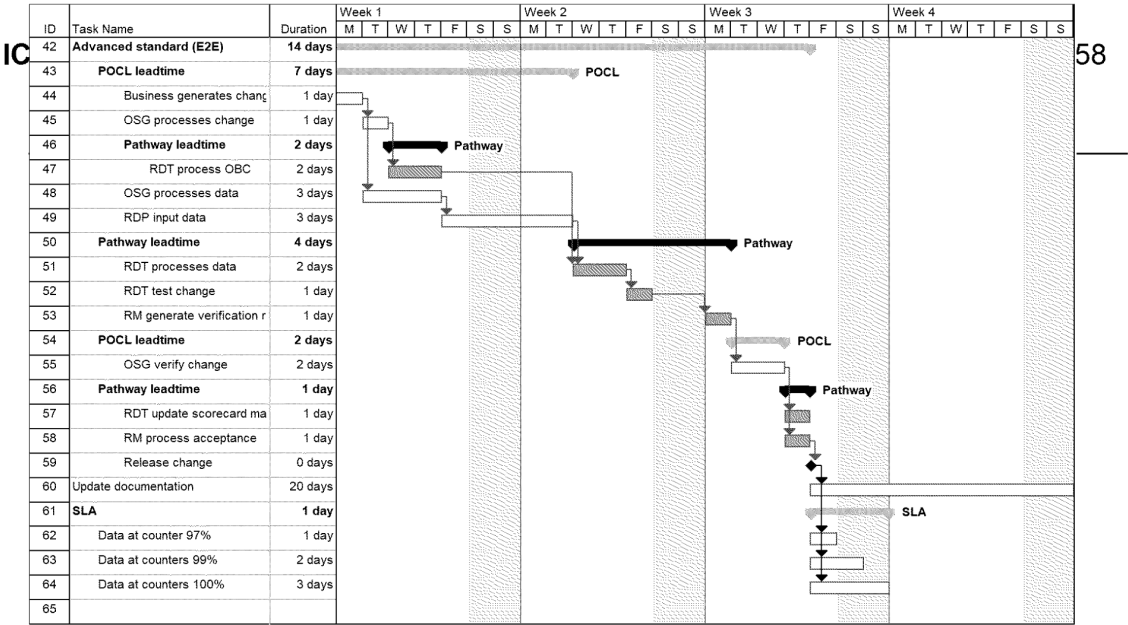 Week 1 Week 2 Week 3 Week 4
ID Task Name Duration M T W T F S S M T W T F S S M T W T F S S M T W T F S S
42 Advanced standard (E2E) 14 days
IC 58
43 POCL leadtime 7 days POCL
44 Business generates chang 1 day
45 OSG processes change 1 day
46 Pathway leadtime 2 days Pathway
47 RDT process OBC 2 days
48 OSG processes data 3 days
49 RDP input data 3 days
50 Pathway leadtime 4 days Pathway
51 RDT processes data 2 days
52 RDT test change 1 day
53 RM generate verification r 1 day
54 POCL leadtime 2 days POCL
55 OSG verify change 2 days
56 Pathway leadtime 1 day Pathway
57 RDT update scorecard ma 1 day
58 RM process acceptance 1 day
59 Release change 0 days
60 Update documentation 20 days
61 SLA 1 day SLA
62 Data at counter 97% 1 day
63 Data at counters 99% 2 days
64 Data at counters 100% 3 days
65